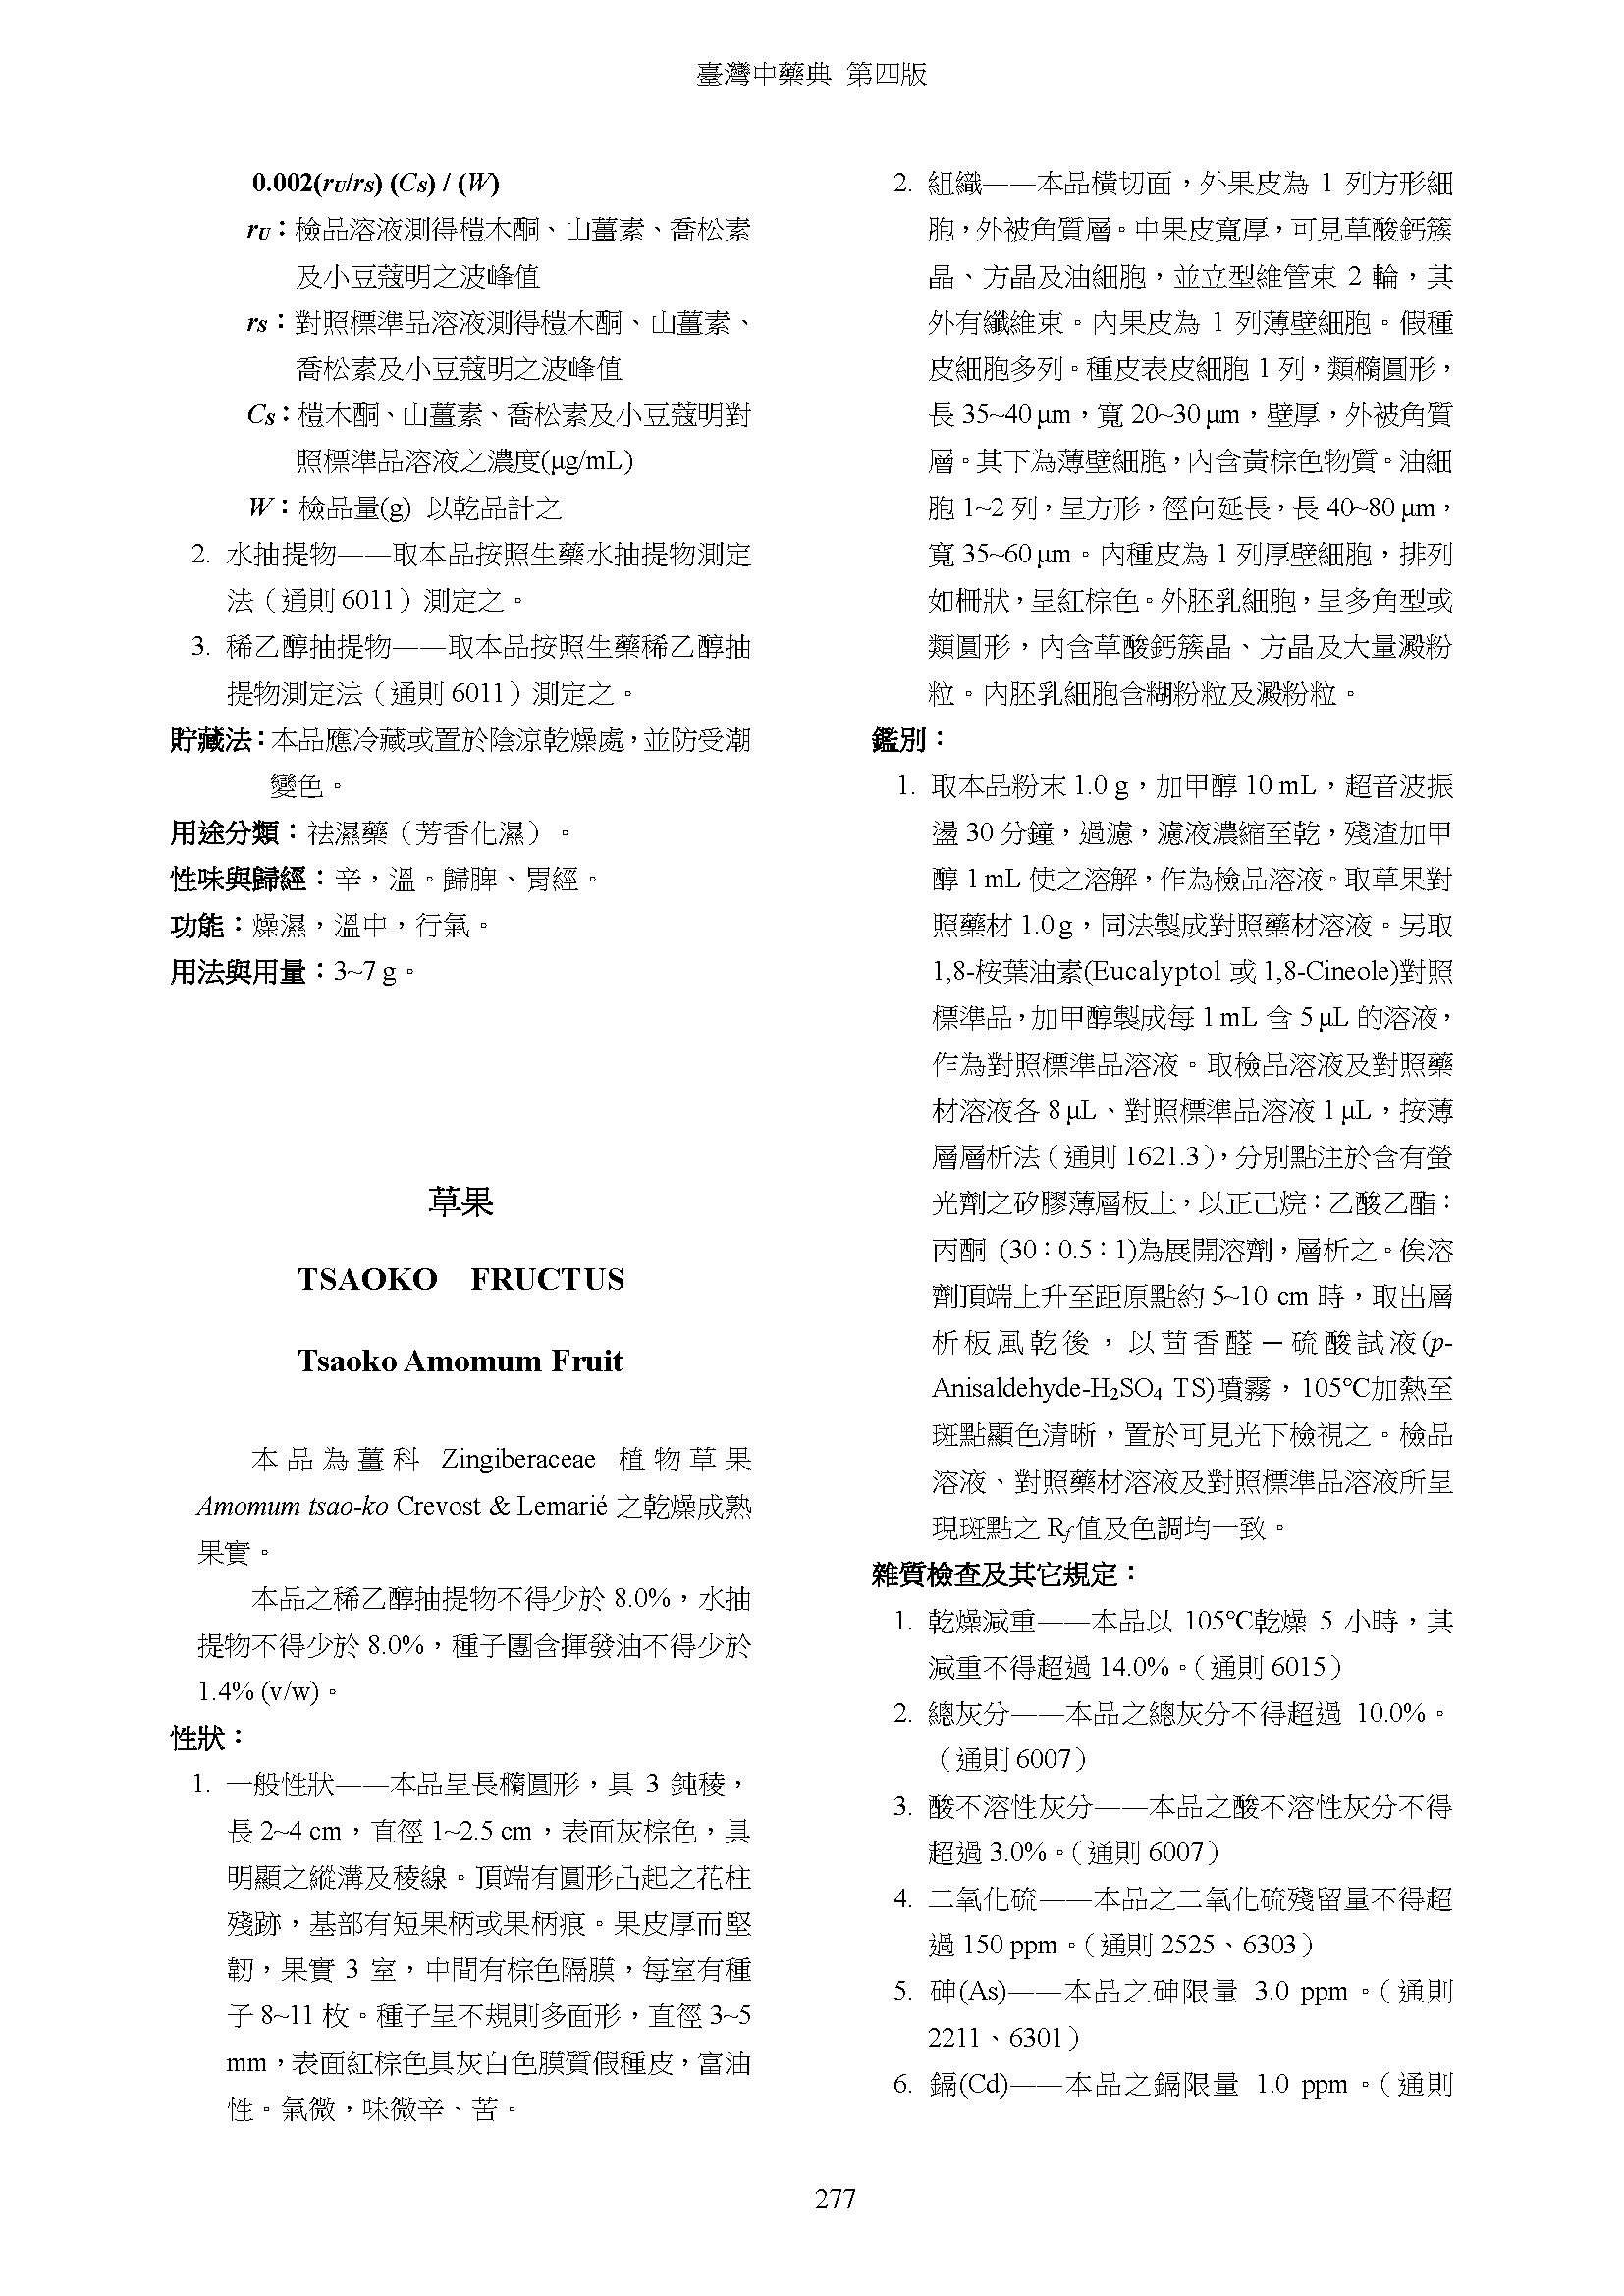 臺灣中藥典 第四版
0.002(rU/rS) (CS) / (W)
rU：檢品溶液測得榿木酮、山薑素、喬松素
及小豆蔻明之波峰值
rS：對照標準品溶液測得榿木酮、山薑素、
喬松素及小豆蔻明之波峰值
CS：榿木酮、山薑素、喬松素及小豆蔻明對
照標準品溶液之濃度(μg/mL)
W：檢品量(g) 以乾品計之
2. 水抽提物──取本品按照生藥水抽提物測定
法（通則 6011）測定之。
3. 稀乙醇抽提物──取本品按照生藥稀乙醇抽
提物測定法（通則 6011）測定之。
貯藏法：本品應冷藏或置於陰涼乾燥處，並防受潮
變色。
用途分類：祛濕藥（芳香化濕）。
性味與歸經：辛，溫。歸脾、胃經。
功能：燥濕，溫中，行氣。
用法與用量：3~7 g。
草果
TSAOKO FRUCTUS
Tsaoko Amomum Fruit
本品為薑科 Zingiberaceae 植物草果
Amomum tsao-ko Crevost & Lemarié 之乾燥成熟
果實。
本品之稀乙醇抽提物不得少於 8.0%，水抽
提物不得少於 8.0%，種子團含揮發油不得少於
1.4% (v/w)。
性狀：
1. 一般性狀──本品呈長橢圓形，具 3 鈍稜，
長 2~4 cm，直徑 1~2.5 cm，表面灰棕色，具
明顯之縱溝及稜線。頂端有圓形凸起之花柱
殘跡，基部有短果柄或果柄痕。果皮厚而堅
韌，果實 3 室，中間有棕色隔膜，每室有種
子 8~11 枚。種子呈不規則多面形，直徑 3~5
mm，表面紅棕色具灰白色膜質假種皮，富油
性。氣微，味微辛、苦。
2. 組織──本品橫切面，外果皮為 1 列方形細
胞，外被角質層。中果皮寬厚，可見草酸鈣簇
晶、方晶及油細胞，並立型維管束 2 輪，其
外有纖維束。內果皮為 1 列薄壁細胞。假種
皮細胞多列。種皮表皮細胞 1 列，類橢圓形，
長 35~40 μm，寬 20~30 μm，壁厚，外被角質
層。其下為薄壁細胞，內含黃棕色物質。油細
胞 1~2 列，呈方形，徑向延長，長 40~80 μm，
寬 35~60 μm。內種皮為 1 列厚壁細胞，排列
如柵狀，呈紅棕色。外胚乳細胞，呈多角型或
類圓形，內含草酸鈣簇晶、方晶及大量澱粉
粒。內胚乳細胞含糊粉粒及澱粉粒。
鑑別：
1. 取本品粉末 1.0 g，加甲醇 10 mL，超音波振
盪 30 分鐘，過濾，濾液濃縮至乾，殘渣加甲
醇 1 mL 使之溶解，作為檢品溶液。取草果對
照藥材 1.0 g，同法製成對照藥材溶液。另取
1,8-桉葉油素(Eucalyptol 或 1,8-Cineole)對照
標準品，加甲醇製成每 1 mL 含 5 μL 的溶液，
作為對照標準品溶液。取檢品溶液及對照藥
材溶液各 8 μL、對照標準品溶液 1 μL，按薄
層層析法（通則 1621.3），分別點注於含有螢
光劑之矽膠薄層板上，以正己烷：乙酸乙酯：
丙酮 (30：0.5：1)為展開溶劑，層析之。俟溶
劑頂端上升至距原點約 5~10 cm 時，取出層
析板風乾後，以茴香醛－硫酸試液(p-
Anisaldehyde-H₂SO₄ TS)噴霧，105℃加熱至
斑點顯色清晰，置於可見光下檢視之。檢品
溶液、對照藥材溶液及對照標準品溶液所呈
現斑點之 Rf 值及色調均一致。
雜質檢查及其它規定：
1. 乾燥減重──本品以 105℃乾燥 5 小時，其
減重不得超過 14.0%。（通則 6015）
2. 總灰分──本品之總灰分不得超過 10.0%。
（通則 6007）
3. 酸不溶性灰分──本品之酸不溶性灰分不得
超過 3.0%。（通則 6007）
4. 二氧化硫──本品之二氧化硫殘留量不得超
過 150 ppm。（通則 2525、6303）
5. 砷(As)──本品之砷限量 3.0 ppm。（通則
2211、6301）
6. 鎘(Cd)──本品之鎘限量 1.0 ppm。（通則
277